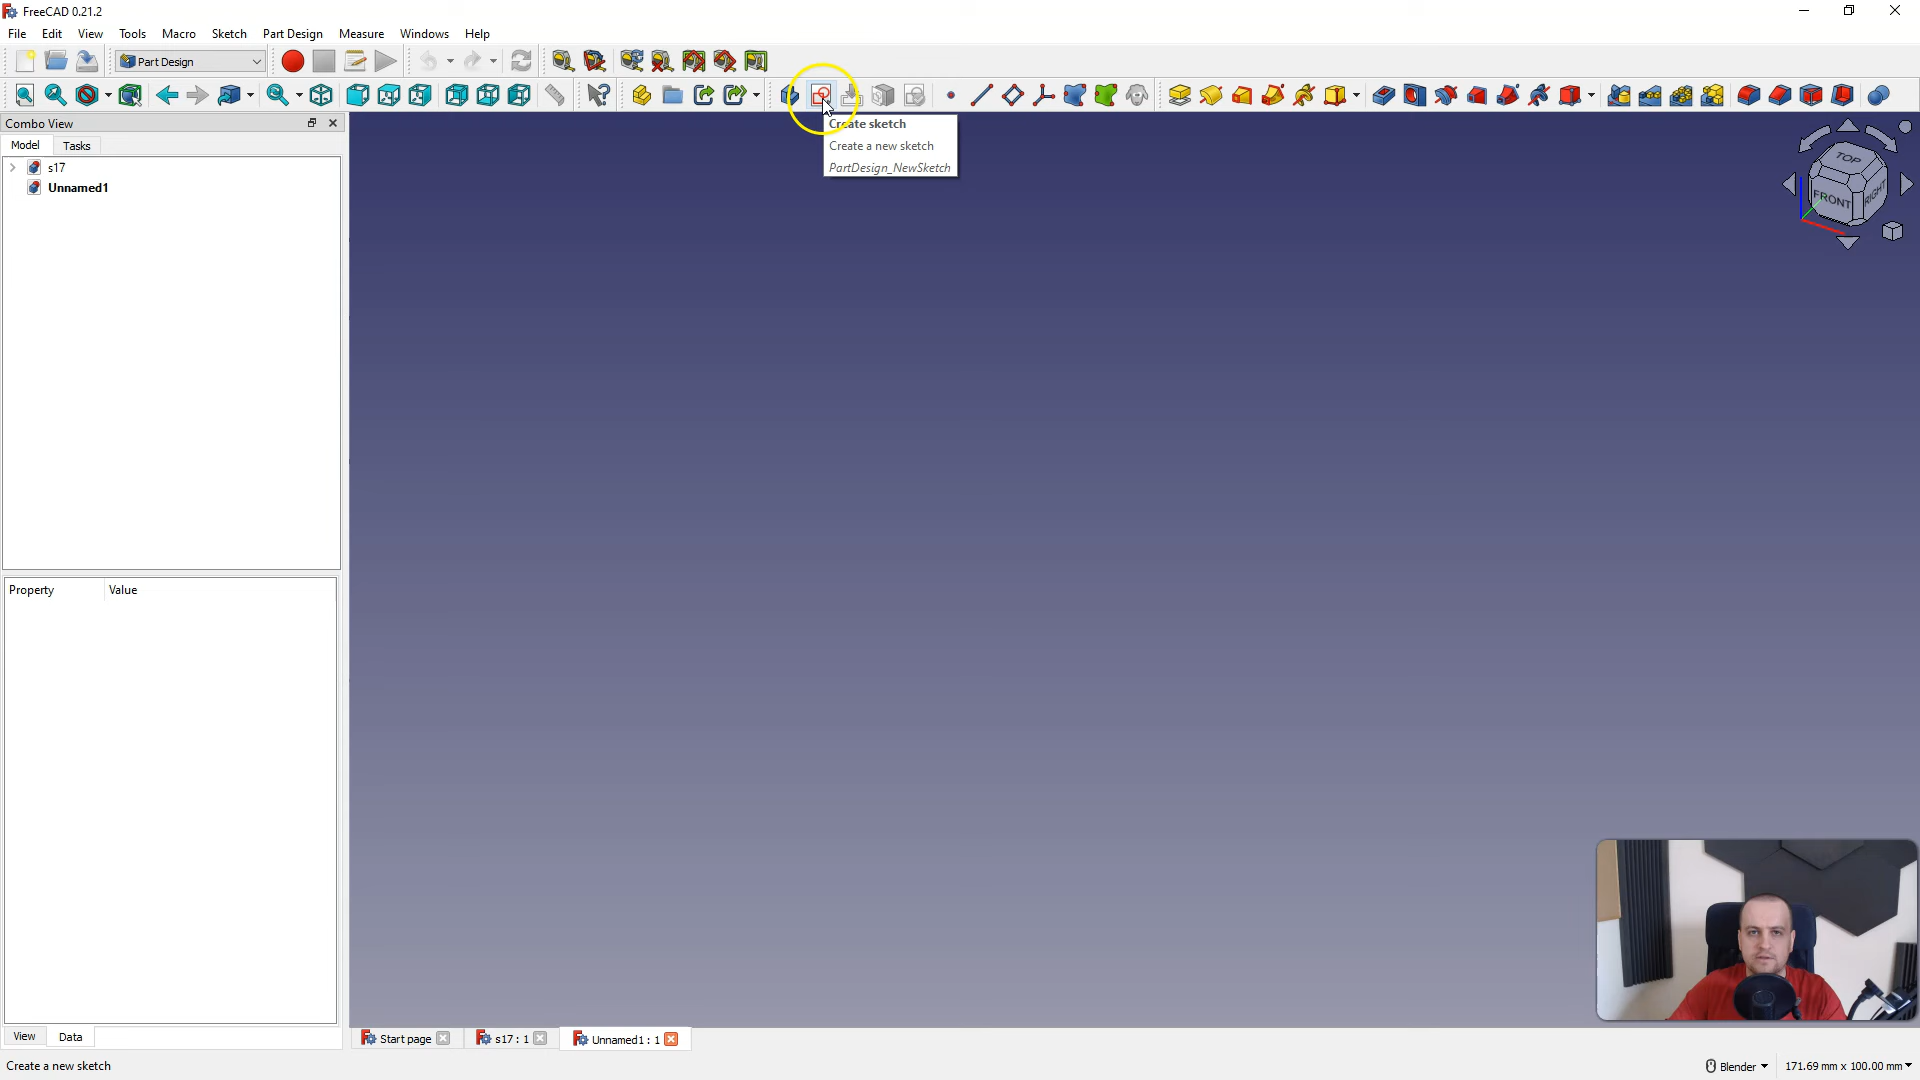 FreeCAD 0.21.2
File Edit View Tools Macro Sketch Part Design Measure Windows Help
Part Design
Combo View
Model Tasks
s17
Unnamed1
Create sketch
Create a new sketch
PartDesign_NewSketch
TOP
FRONT RIGHT
Property Value
View Data
Start page s17 : 1 Unnamed1 : 1
Create a new sketch
Blender 171.69 mm x 100.00 mm